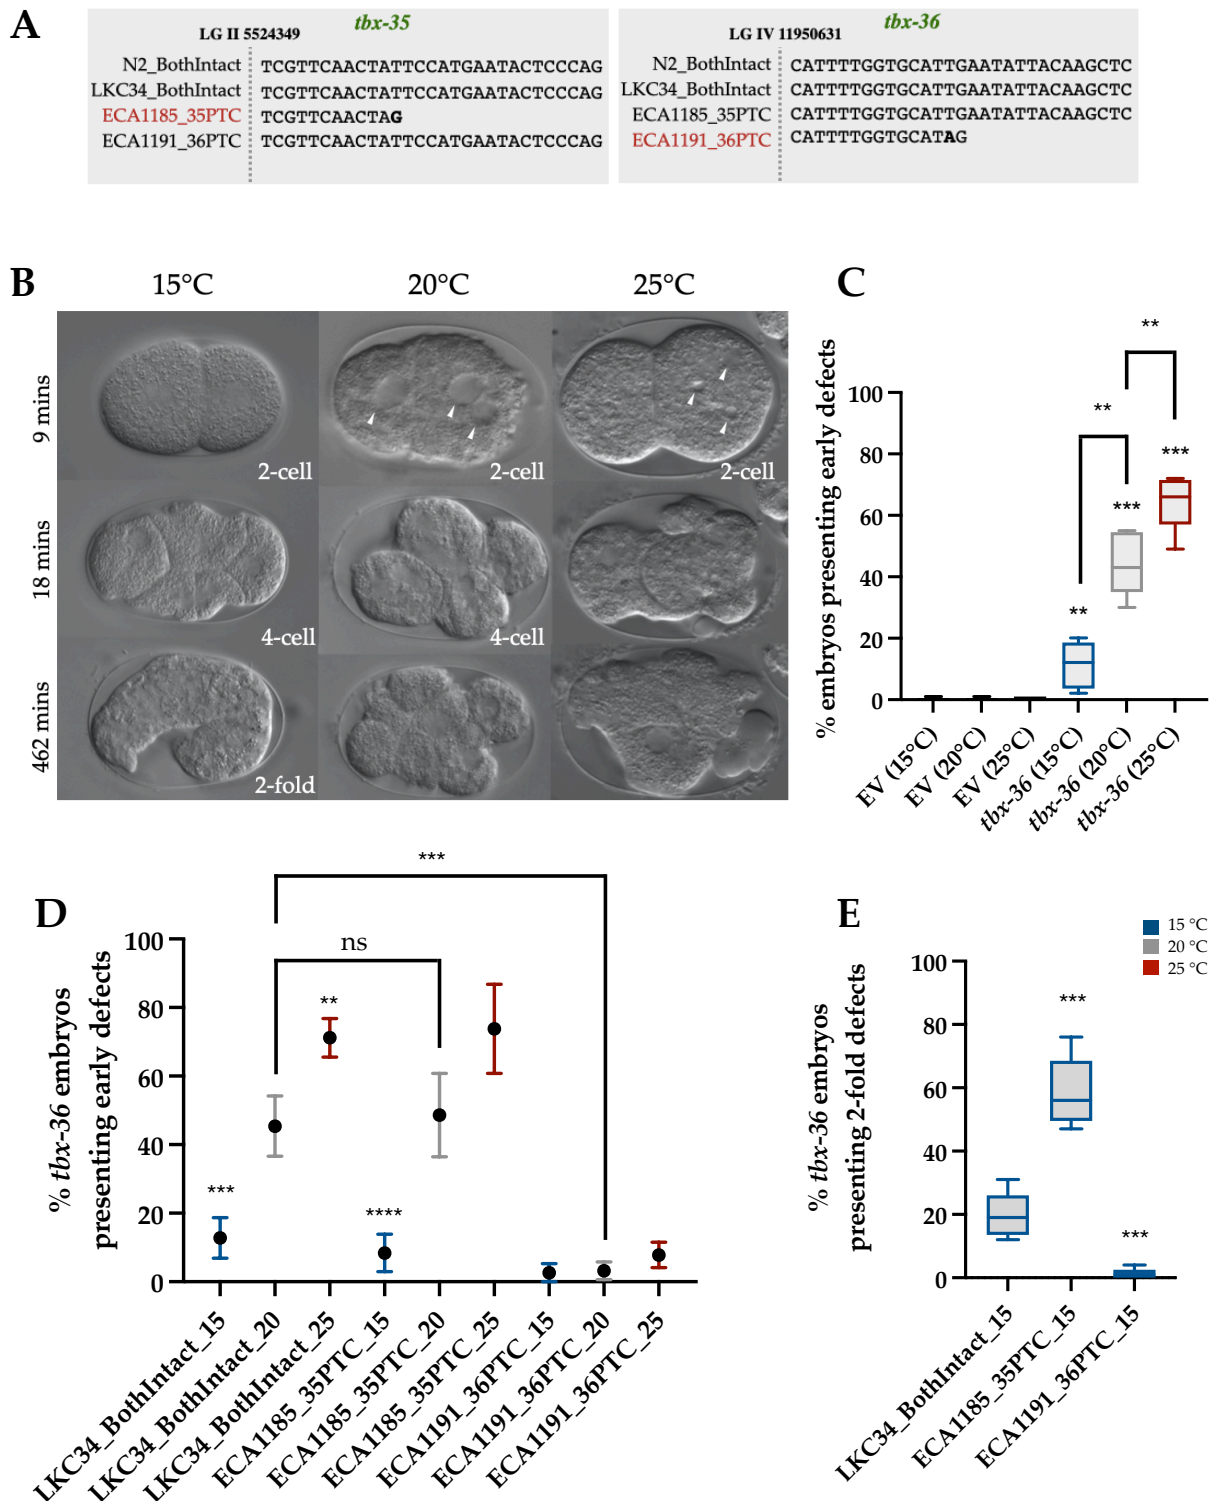 A
tbx-35
LG II 5524349
N2_BothIntact TCGTTCAACTATTCCATGAATACTCCCAG
LKC34_BothIntact TCGTTCAACTATTCCATGAATACTCCCAG
ECA1185_35PTC TCGTTCAACTAG
ECA1191_36PTC TCGTTCAACTATTCCATGAATACTCCCAG
tbx-36
LG IV 11950631
N2_BothIntact CATTTTGGTGCATTGAATATTACAAGCTC
LKC34_BothIntact CATTTTGGTGCATTGAATATTACAAGCTC
ECA1185_35PTC CATTTTGGTGCATTGAATATTACAAGCTC
ECA1191_36PTC CATTTTGGTGCATAG
B
15°C 20°C 25°C
9 mins
2-cell 2-cell 2-cell
18 mins
4-cell 4-cell
462 mins
2-fold
C
% embryos presenting early defects
100
80
60
40
20
0
**
**
**
***
***
EV (15°C)
EV (20°C)
EV (25°C)
tbx-36 (15°C)
tbx-36 (20°C)
tbx-36 (25°C)
D
% tbx-36 embryos
presenting early defects
100
80
60
40
20
0
***
ns
**
***
****
LKC34_BothIntact_15
LKC34_BothIntact_20
LKC34_BothIntact_25
ECA1185_35PTC_15
ECA1185_35PTC_20
ECA1185_35PTC_25
ECA1191_36PTC_15
ECA1191_36PTC_20
ECA1191_36PTC_25
E
15 °C
20 °C
25 °C
% tbx-36 embryos
presenting 2-fold defects
100
80
60
40
20
0
***
***
LKC34_BothIntact_15
ECA1185_35PTC_15
ECA1191_36PTC_15